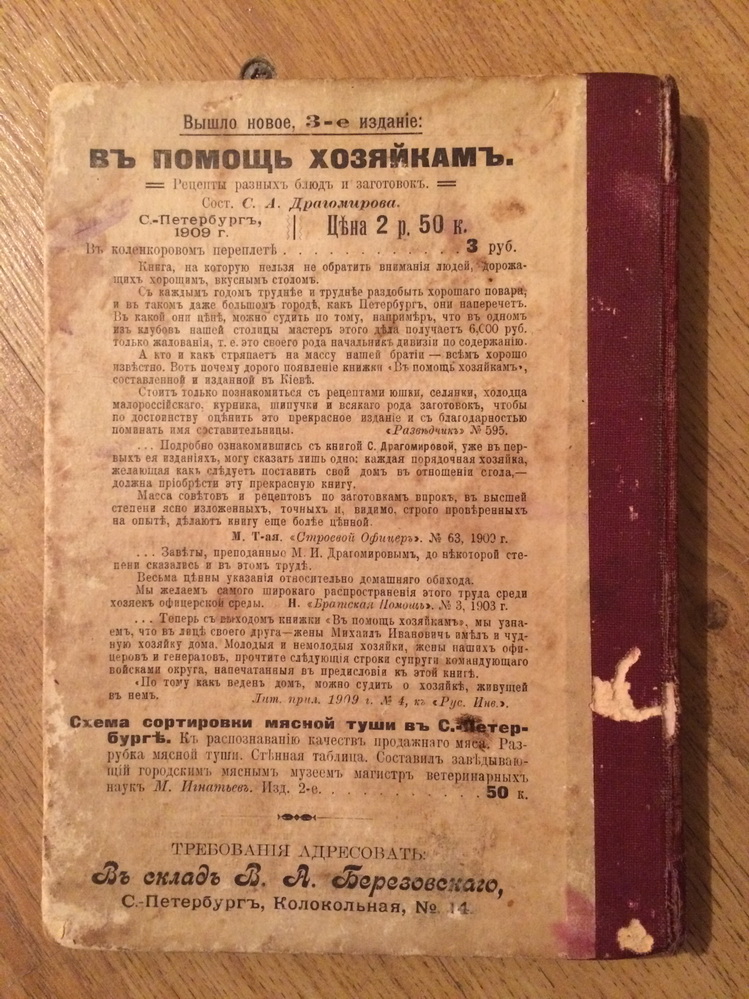 Вышло новое, 3-е изданіе:
ВЪ ПОМОЩЬ ХОЗЯЙКАМЪ.
Рецепты разныхъ блюдъ и заготовокъ.
Сост. С. А. Драгомирова.
С.-Петербургъ, 1909 г. Цѣна 2 р. 50 к.
Въ коленкоровомъ переплетѣ . . . . . . . . . . . . 3 руб.
Книга, на которую нельзя не обратить вниманія людей, дорожа-
щихъ хорошимъ, вкуснымъ столомъ.
Съ каждымъ годомъ труднѣе и труднѣе раздобыть хорошаго повара,
и въ такомъ даже большомъ городѣ, какъ Петербургъ, они наперечетъ.
Въ какой они цѣнѣ, можно судить по тому, напримѣръ, что въ одномъ
изъ клубовъ нашей столицы мастеръ этого дѣла получаетъ 6,000 руб.
только жалованія, т. е. это своего рода начальникъ дивизіи по содержанію.
А кто и какъ стряпаетъ на массу нашей братіи — всѣмъ хорошо
извѣстно. Вотъ почему дорого появленіе книжки «Въ помощь хозяйкамъ»,
составленной и изданной въ Кіевѣ.
Стоитъ только познакомиться съ рецептами юшки, селянки, холодца
малороссійскаго, курника, шипучки и всякаго рода заготовокъ, чтобы
по достоинству оцѣнить это прекрасное изданіе и съ благодарностью
поминать имя составительницы. «Развѣдчикъ» № 595.
. . . Подробно ознакомившись съ книгой С. Драгомировой, уже въ пер-
выхъ ея изданіяхъ, могу сказать лишь одно: каждая порядочная хозяйка,
желающая какъ слѣдуетъ поставить свой домъ въ отношеніи стола,—
должна пріобрѣсти эту прекрасную книгу.
Масса совѣтовъ и рецептовъ по заготовкамъ впрокъ, въ высшей
степени ясно изложенныхъ, точныхъ и, видимо, строго провѣренныхъ
на опытѣ, дѣлаютъ книгу еще болѣе цѣнной.
М. Т-ая. «Строевой Офицеръ». № 63, 1909 г.
. . . Завѣты, преподанные М. И. Драгомировымъ, до нѣкоторой сте-
пени сказались и въ этомъ трудѣ.
Весьма цѣнны указанія относительно домашняго обихода.
Мы желаемъ самого широкаго распространенія этого труда среди
хозяекъ офицерской среды. Н. «Братская Помощь». № 3, 1903 г.
. . . Теперь съ выходомъ книжки «Въ помощь хозяйкамъ», мы узна-
емъ, что въ лицѣ своего друга—жены Михаилъ Ивановичъ имѣлъ и чуд-
ную хозяйку дома. Молодыя и немолодыя хозяйки, жены нашихъ офи-
церовъ и генераловъ, прочтите слѣдующія строки супруги командующаго
войсками округа, напечатанныя въ предисловіи къ этой книгѣ.
«По тому какъ веденъ домъ, можно судить о хозяйкѣ, живущей
въ немъ. Лит. прил. 1909 г. № 4, къ «Рус. Инв.».
Схема сортировки мясной туши въ С.-Петер-
бургѣ. Къ распознаванію качествъ продажнаго мяса. Раз-
рубка мясной туши. Стѣнная таблица. Составилъ завѣдываю-
щій городскимъ мяснымъ музеемъ магистръ ветеринарныхъ
наукъ М. Игнатьевъ. Изд. 2-е. . . . . . . . . . . . 50 к.
ТРЕБОВАНІЯ АДРЕСОВАТЬ:
Въ складъ В. А. Березовскаго,
С.-Петербургъ, Колокольная, №. 14.